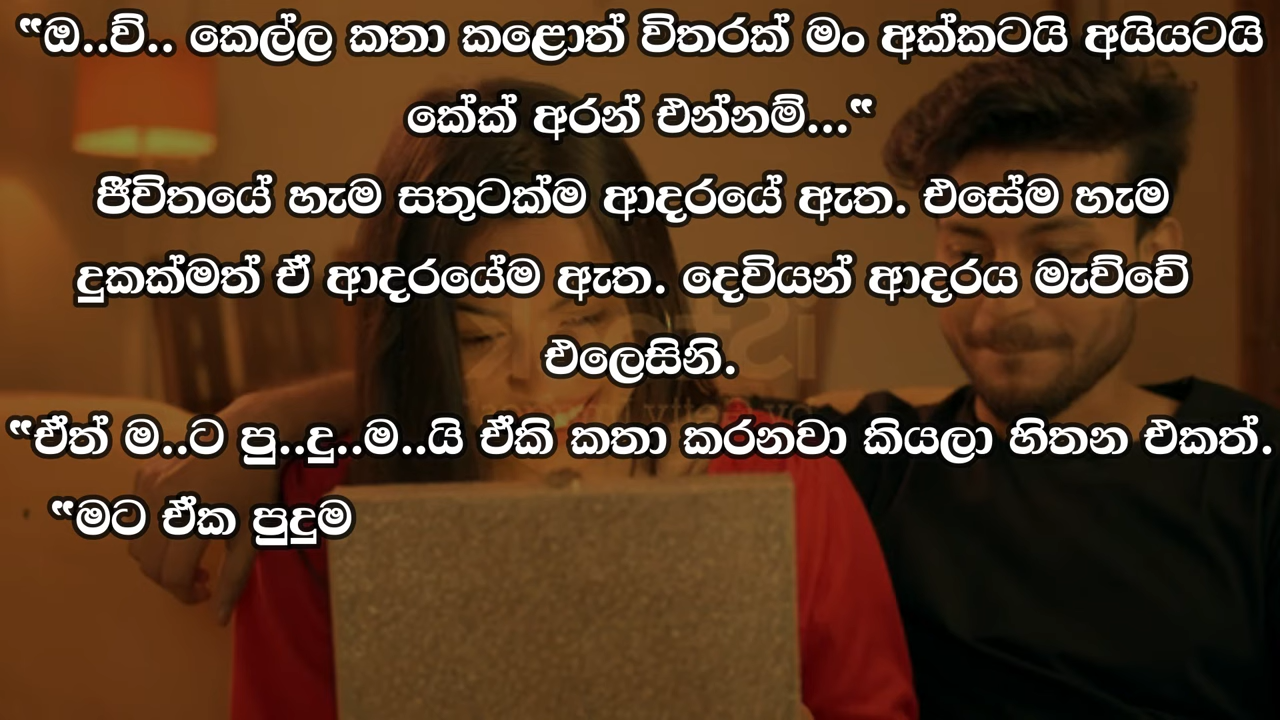 “ඔ..ව්.. කෙල්ල කතා කළොත් විතරක් මං අක්කටයි අයියටයි
කේක් අරන් එන්නම්...“
ජීවිතයේ හැම සතුටක්ම ආදරයේ ඇත. එසේම හැම
දුකක්මත් ඒ ආදරයේම ඇත. දෙවියන් ආදරය මැව්වේ
එලෙසිනි.
“ඒත් ම..ට පු..දු..ම..යි ඒකි කතා කරනවා කියලා හිතන එකත්.
“මට ඒක පුදුම